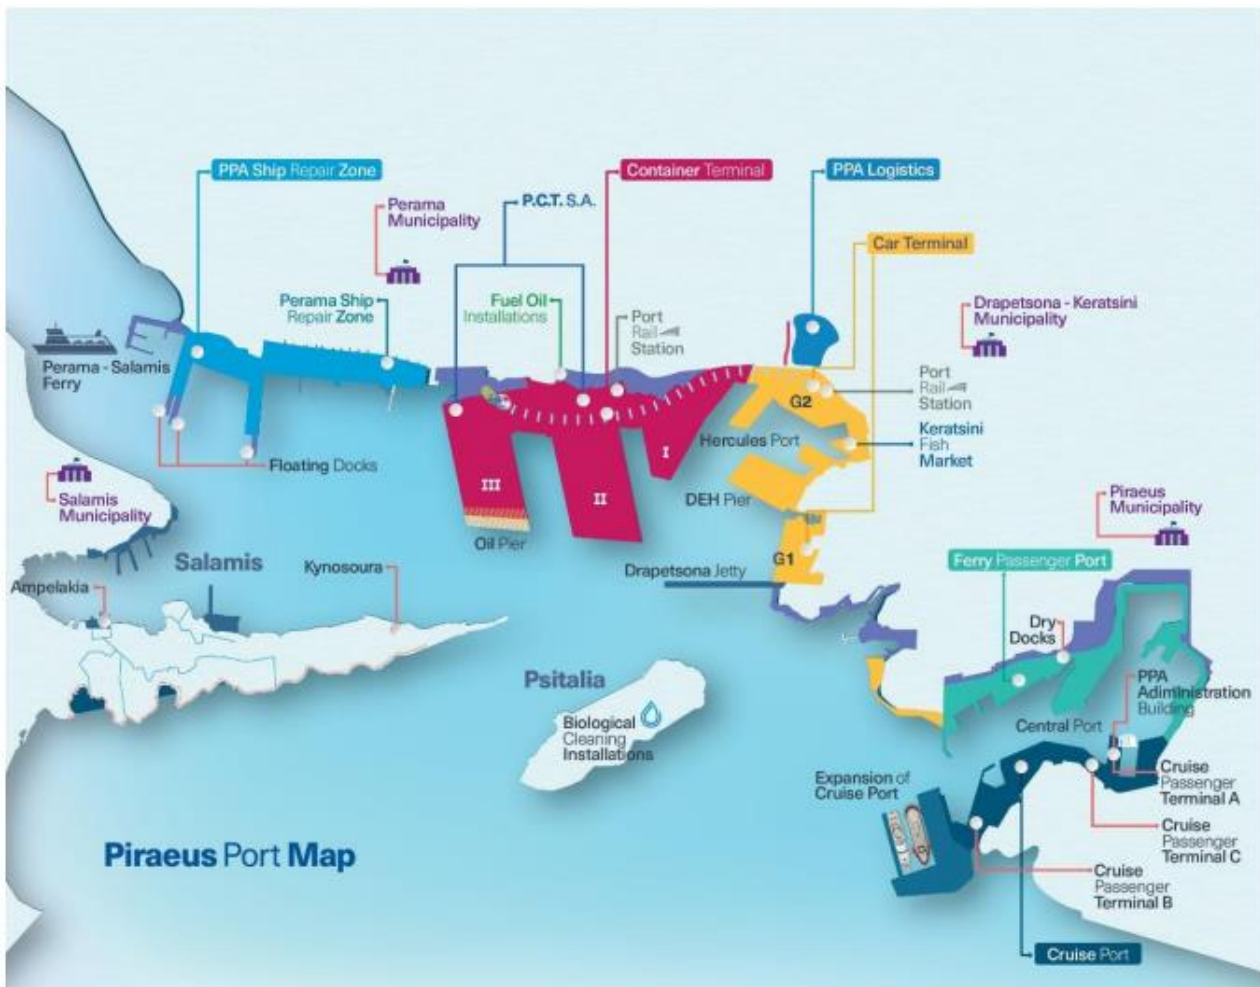 PPA Ship Repair Zone
Container Terminal
PPA Logistics
Perama
Municipality
P.C.T. S.A.
Car Terminal
Perama Ship
Repair Zone
Fuel Oil
Installations
Port
Rail
Station
Drapetsona - Keratsini
Municipality
Perama - Salamis
Ferry
Port
Rail
Station
G2
Hercules Port
Keratsini
Fish
Market
I
Floating Docks
III
II
DEH Pier
Salamis
Municipality
Piraeus
Municipality
Oil Pier
Salamis
Kynosoura
Drapetsona Jetty
G1
Ferry Passenger Port
Ampelakia
Dry
Docks
Psitalia
PPA
Adiministration
Building
Biological
Cleaning
Installations
Central Port
Expansion of
Cruise Port
Cruise
Passenger
Terminal A
Cruise
Passenger
Terminal C
Piraeus Port Map
Cruise
Passenger
Terminal B
Cruise Port